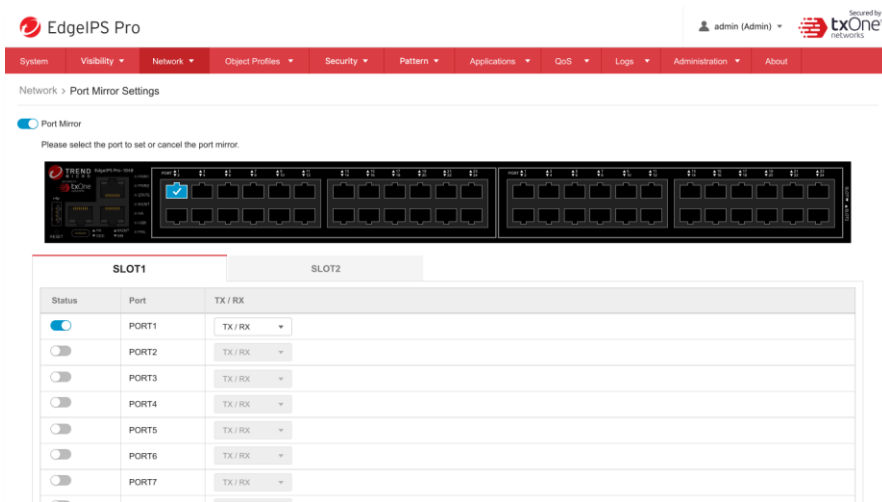 Secured by
EdgeIPS Pro
admin (Admin)
txOne
networks
System Visibility Network Object Profiles Security Pattern Applications QoS Logs Administration About
Network > Port Mirror Settings
Port Mirror
Please select the port to set or cancel the port mirror.
TREND
MICRO
txOne
RESET
SLOT1 SLOT2
Status Port TX / RX
PORT1 TX / RX
PORT2 TX / RX
PORT3 TX / RX
PORT4 TX / RX
PORT5 TX / RX
PORT6 TX / RX
PORT7 TX / RX